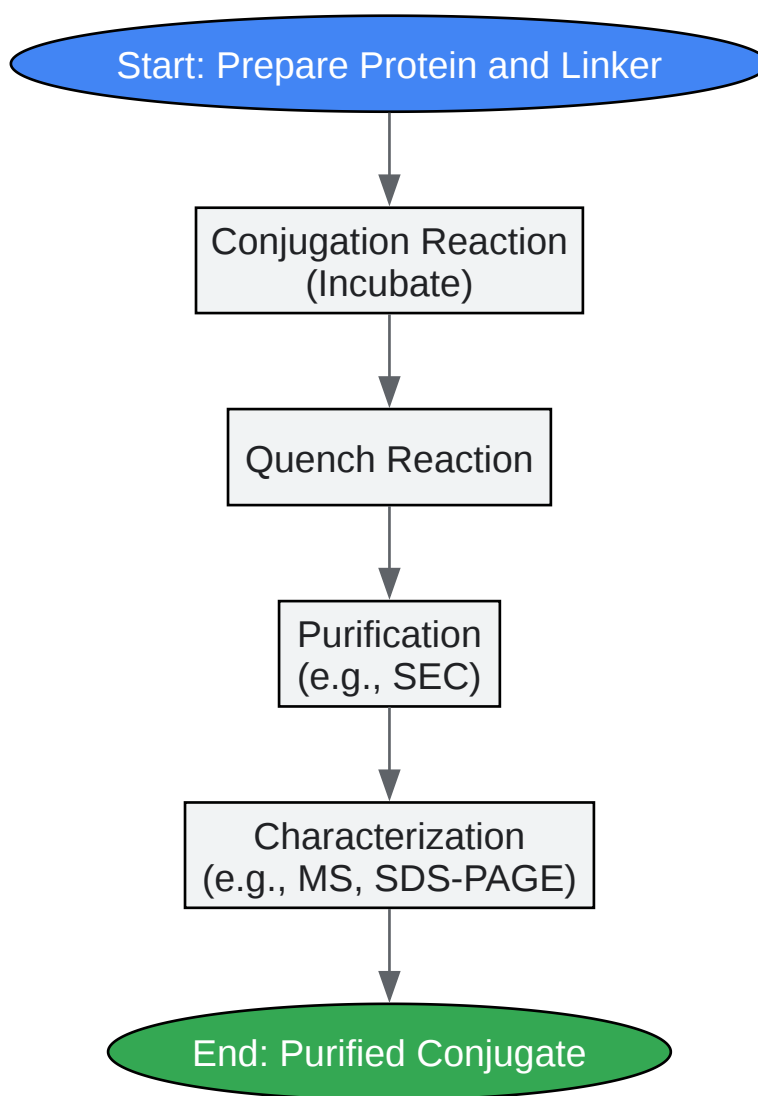 Start: Prepare Protein and Linker
Conjugation Reaction
(Incubate)
Quench Reaction
Purification
(e.g., SEC)
Characterization
(e.g., MS, SDS-PAGE)
End: Purified Conjugate